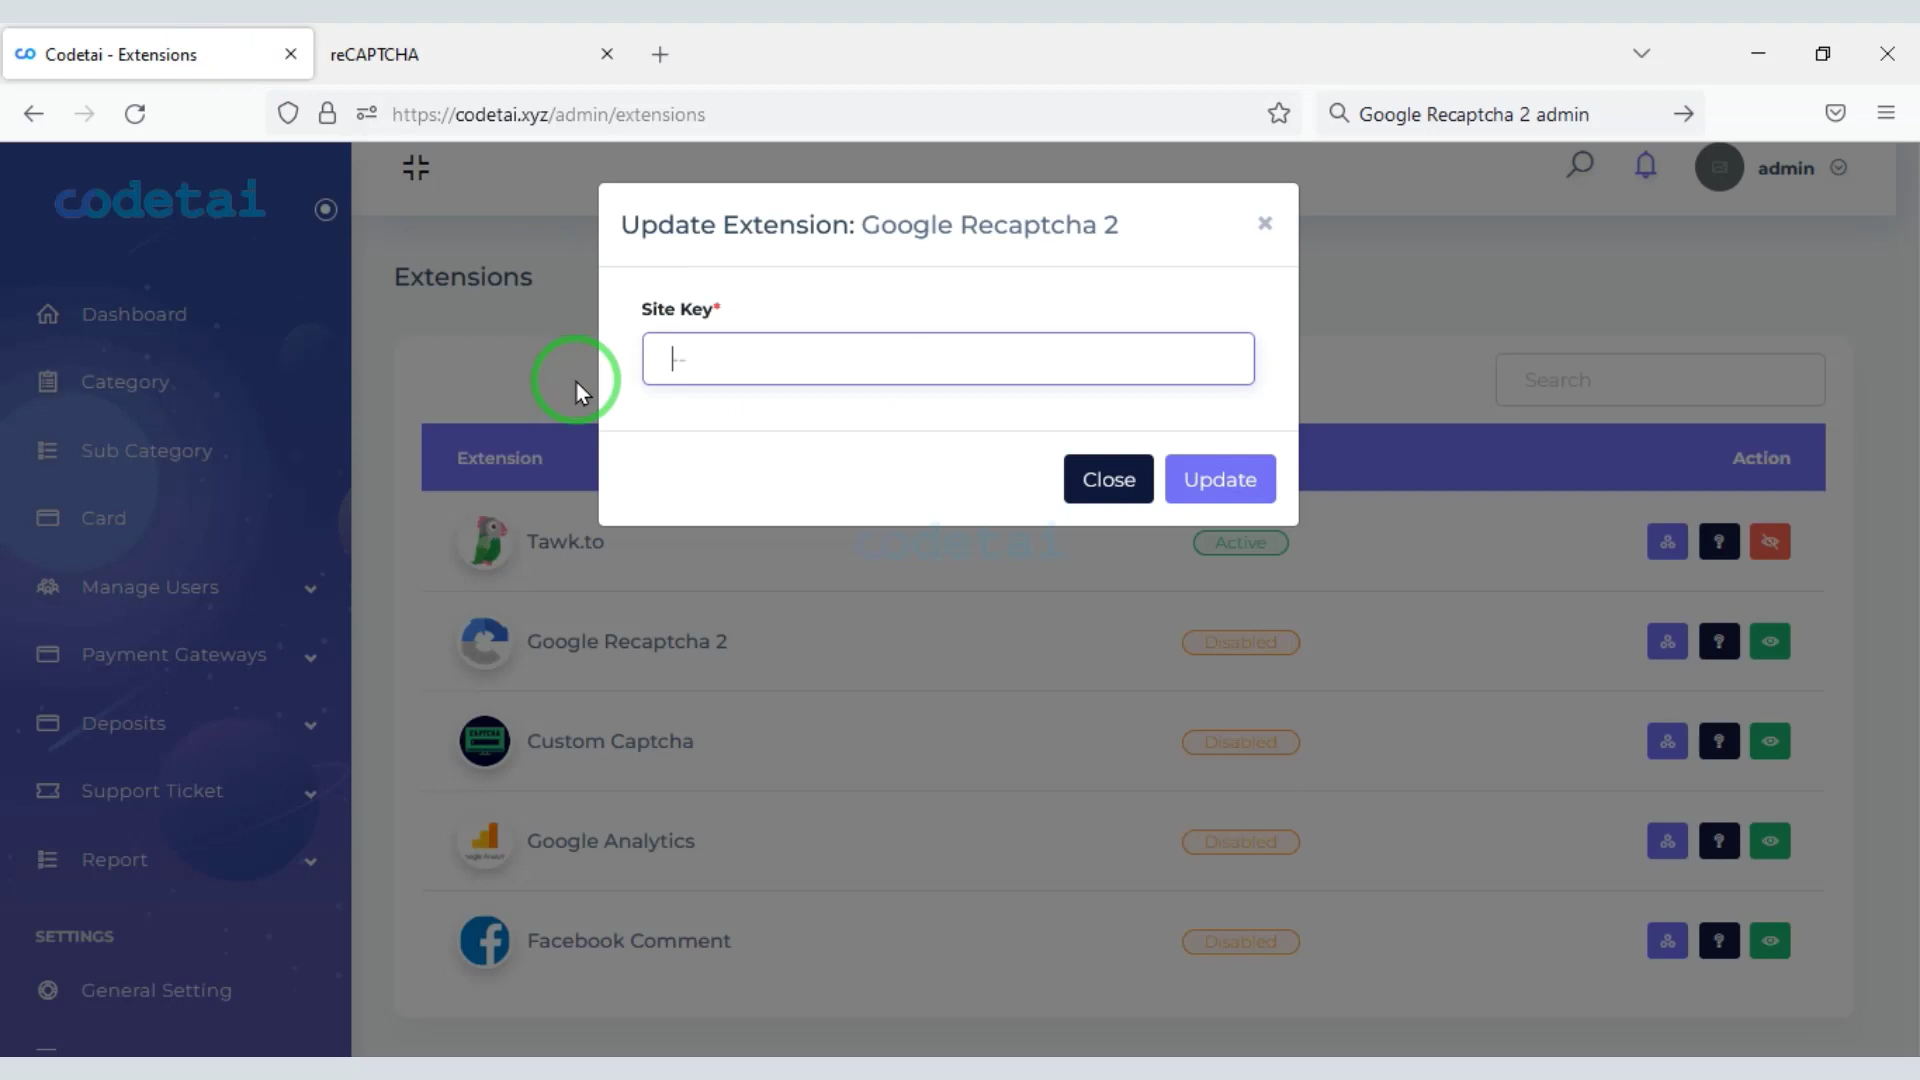 Codetai - Extensions
reCAPTCHA
https://codetai.xyz/admin/extensions
Google Recaptcha 2 admin
codetai
admin
Update Extension: Google Recaptcha 2
Extensions
Dashboard
Site Key*
--
Category
Search
Sub Category
Extension
Action
Close
Update
Card
Tawk.to
codetai
Active
Manage Users
Google Recaptcha 2
Disabled
Payment Gateways
Deposits
CAPTCHA
Custom Captcha
Disabled
Support Ticket
Google Analytics
Disabled
Report
SETTINGS
Facebook Comment
Disabled
General Setting